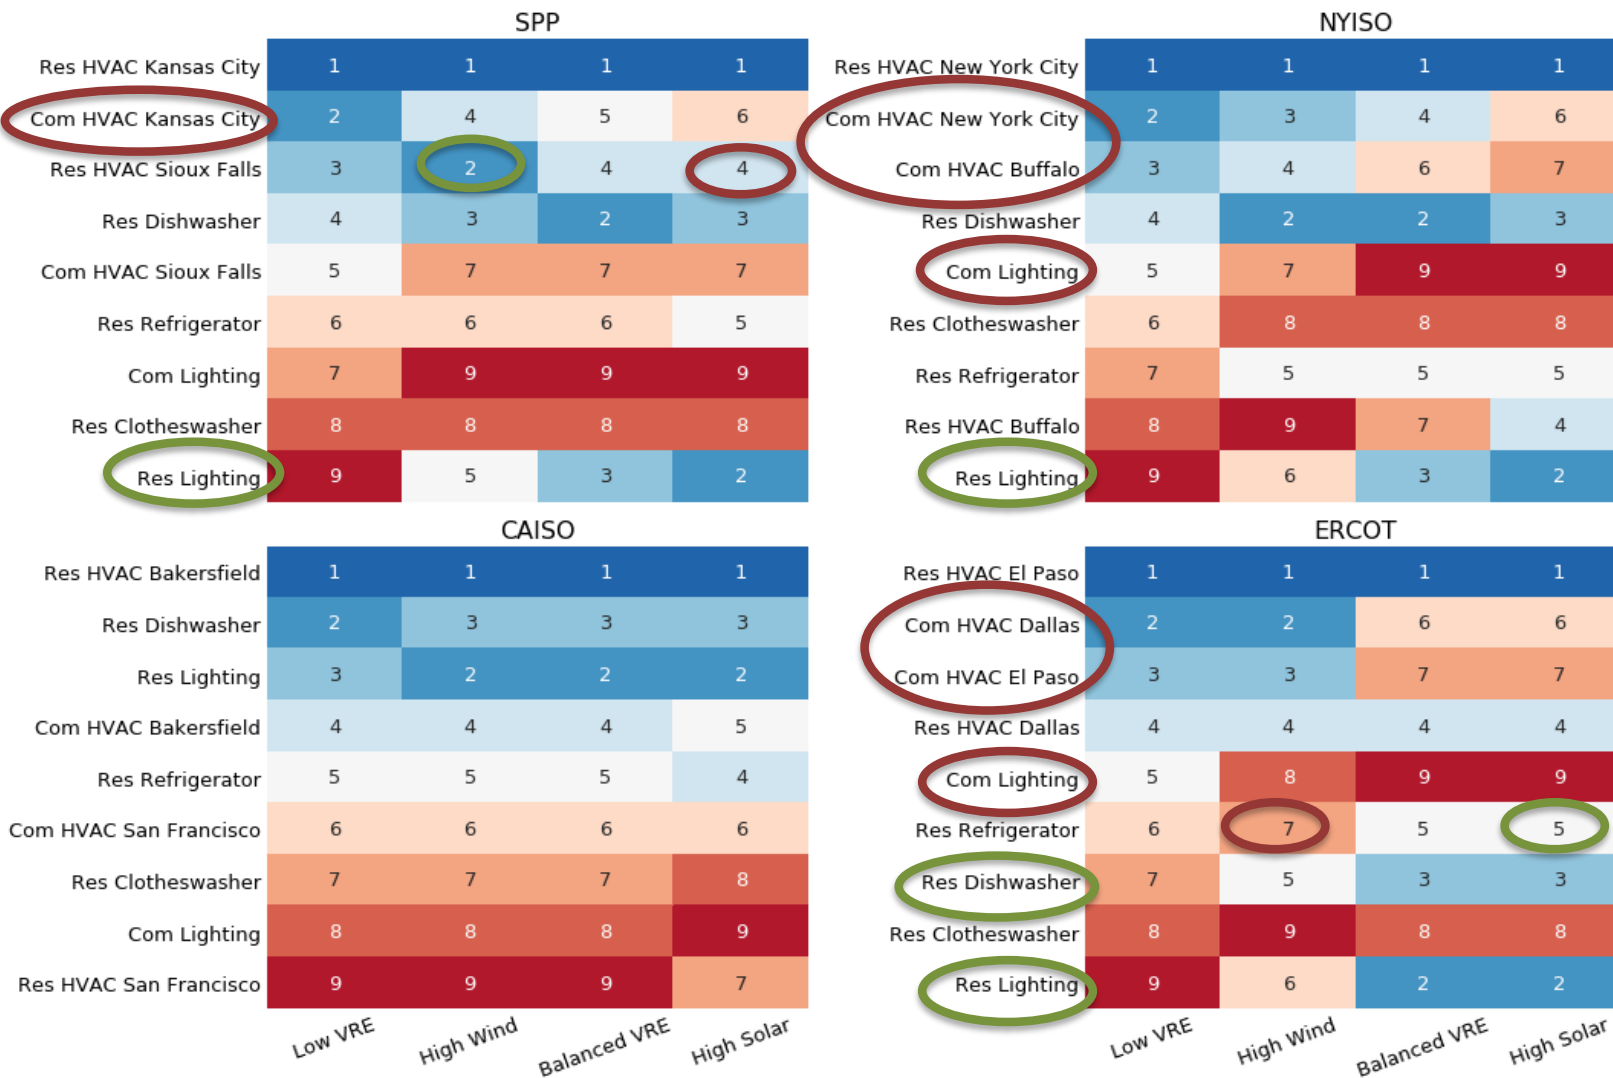 SPP
Res HVAC Kansas City 1 1 1 1
Com HVAC Kansas City 2 4 5 6
Res HVAC Sioux Falls 3 2 4 4
Res Dishwasher 4 3 2 3
Com HVAC Sioux Falls 5 7 7 7
Res Refrigerator 6 6 6 5
Com Lighting 7 9 9 9
Res Clotheswasher 8 8 8 8
Res Lighting 9 5 3 2
NYISO
Res HVAC New York City 1 1 1 1
Com HVAC New York City 2 3 4 6
Com HVAC Buffalo 3 4 6 7
Res Dishwasher 4 2 2 3
Com Lighting 5 7 9 9
Res Clotheswasher 6 8 8 8
Res Refrigerator 7 5 5 5
Res HVAC Buffalo 8 9 7 4
Res Lighting 9 6 3 2
CAISO
Res HVAC Bakersfield 1 1 1 1
Res Dishwasher 2 3 3 3
Res Lighting 3 2 2 2
Com HVAC Bakersfield 4 4 4 5
Res Refrigerator 5 5 5 4
Com HVAC San Francisco 6 6 6 6
Res Clotheswasher 7 7 7 8
Com Lighting 8 8 8 9
Res HVAC San Francisco 9 9 9 7
Low VRE High Wind Balanced VRE High Solar
ERCOT
Res HVAC El Paso 1 1 1 1
Com HVAC Dallas 2 2 6 6
Com HVAC El Paso 3 3 7 7
Res HVAC Dallas 4 4 4 4
Com Lighting 5 8 9 9
Res Refrigerator 6 7 5 5
Res Dishwasher 7 5 3 3
Res Clotheswasher 8 9 8 8
Res Lighting 9 6 2 2
Low VRE High Wind Balanced VRE High Solar